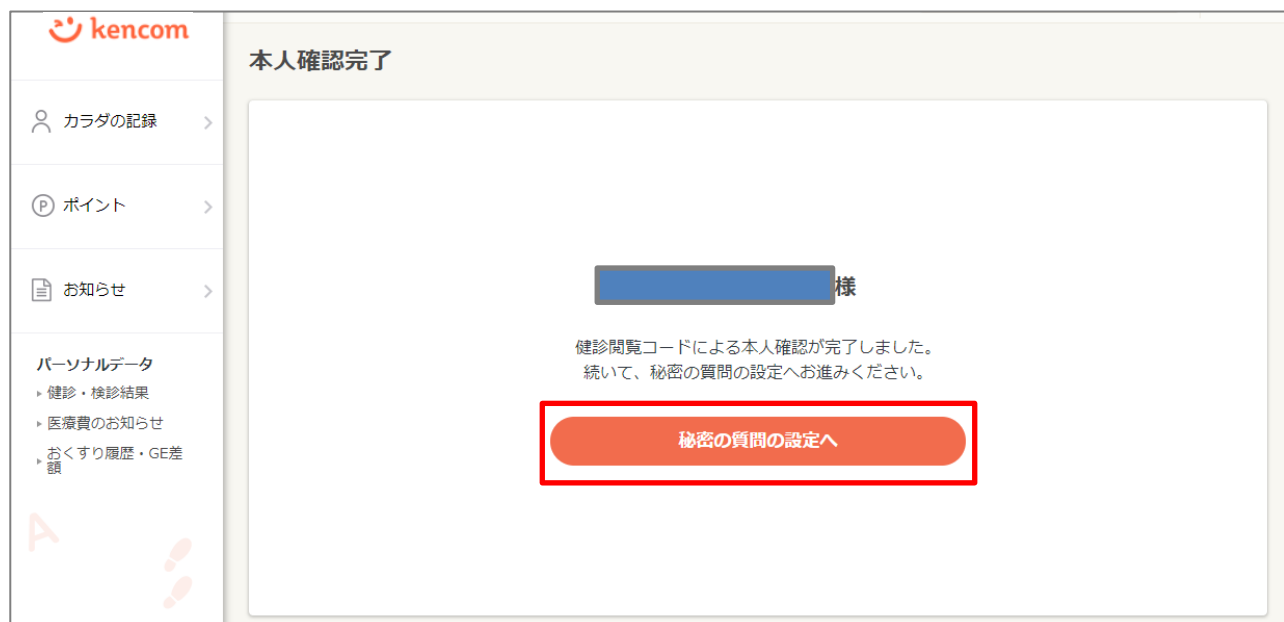 kencom
本人確認完了
カラダの記録
ポイント
お知らせ
パーソナルデータ
健診・検診結果
医療費のお知らせ
おくすり履歴・GE差
額
様
健診閲覧コードによる本人確認が完了しました。
続いて、秘密の質問の設定へお進みください。
秘密の質問の設定へ